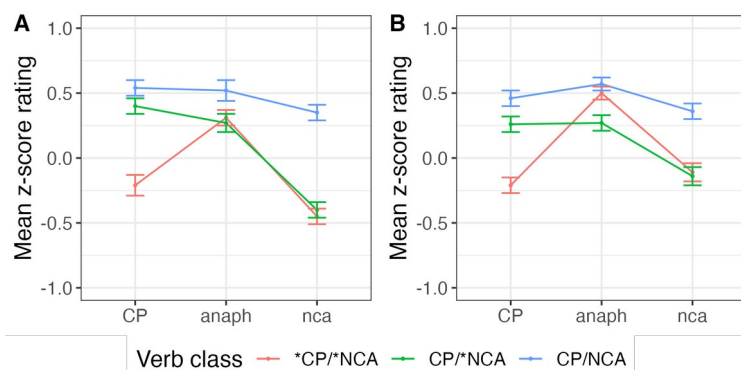 A
B
Mean z-score rating
1.0
0.5
0.0
-0.5
-1.0
CP anaph nca
Mean z-score rating
1.0
0.5
0.0
-0.5
-1.0
CP anaph nca
Verb class *CP/*NCA CP/*NCA CP/NCA